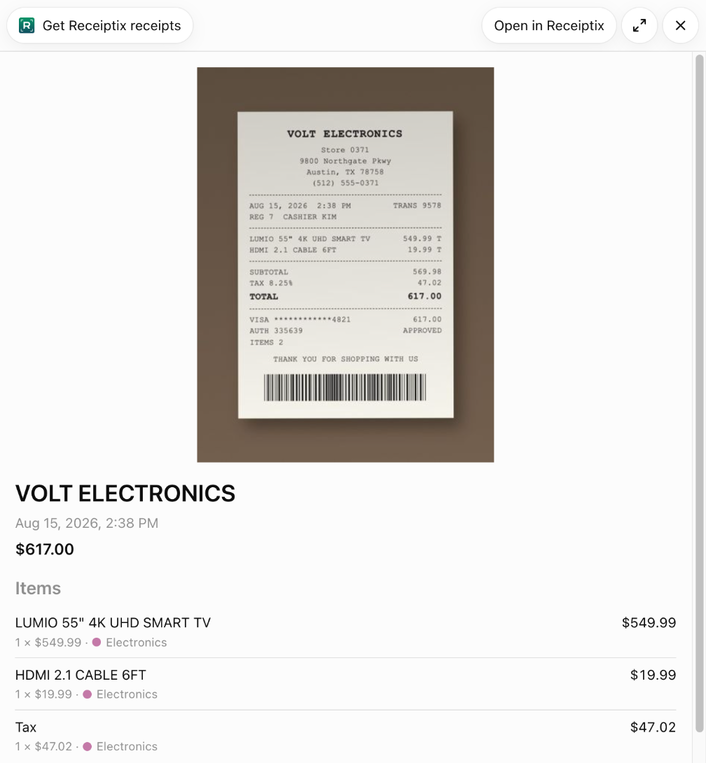 Get Receiptix receipts
Open in Receiptix
VOLT ELECTRONICS
Store 0371
9800 Northgate Pkwy
Austin, TX 78758
(512) 555-0371
AUG 15, 2026 2:38 PM TRANS 9578
REG 7 CASHIER KIM
LUMIO 55" 4K UHD SMART TV 549.99 T
HDMI 2.1 CABLE 6FT 19.99 T
SUBTOTAL 569.98
TAX 8.25% 47.02
TOTAL 617.00
VISA ************4821 617.00
AUTH 335639 APPROVED
ITEMS 2
THANK YOU FOR SHOPPING WITH US
VOLT ELECTRONICS
Aug 15, 2026, 2:38 PM
$617.00
Items
LUMIO 55" 4K UHD SMART TV $549.99
1 × $549.99 · Electronics
HDMI 2.1 CABLE 6FT $19.99
1 × $19.99 · Electronics
Tax $47.02
1 × $47.02 · Electronics